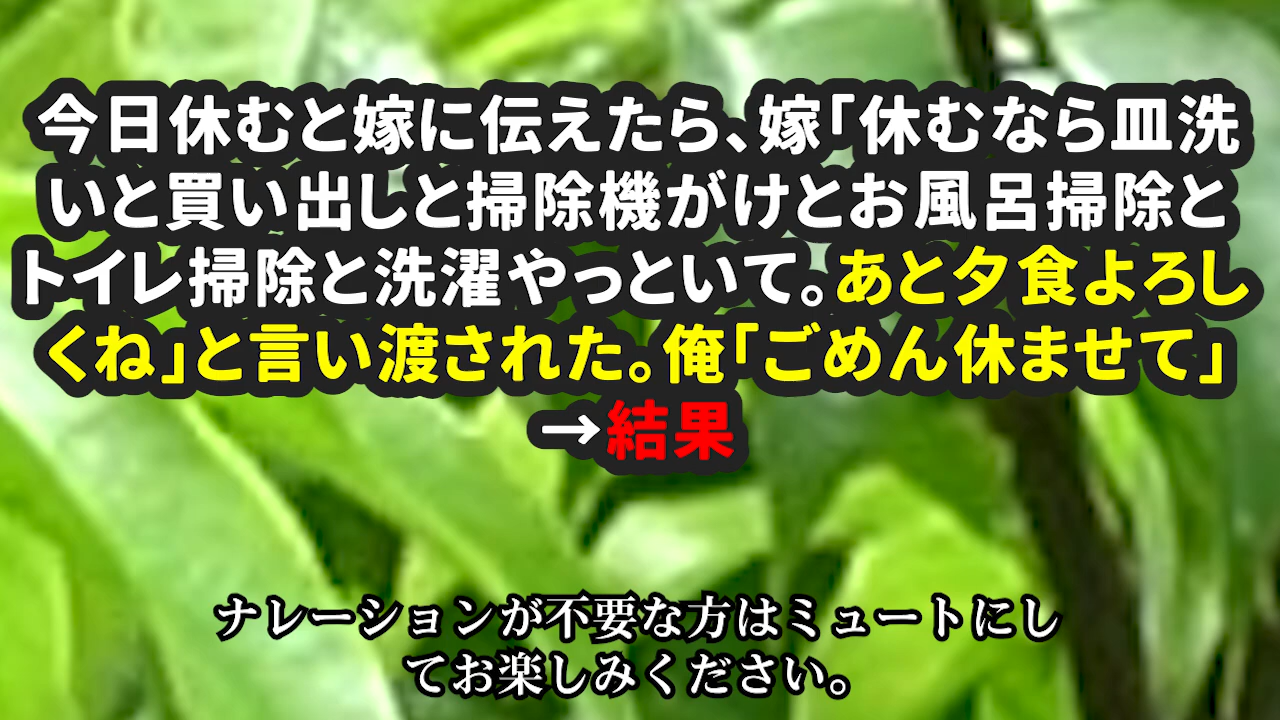 今日休むと嫁に伝えたら、嫁「休むなら皿洗
いと買い出しと掃除機がけとお風呂掃除と
トイレ掃除と洗濯やっといて。あと夕食よろし
くね」と言い渡された。俺「ごめん休ませて」
→結果
ナレーションが不要な方はミュートにし
てお楽しみください。